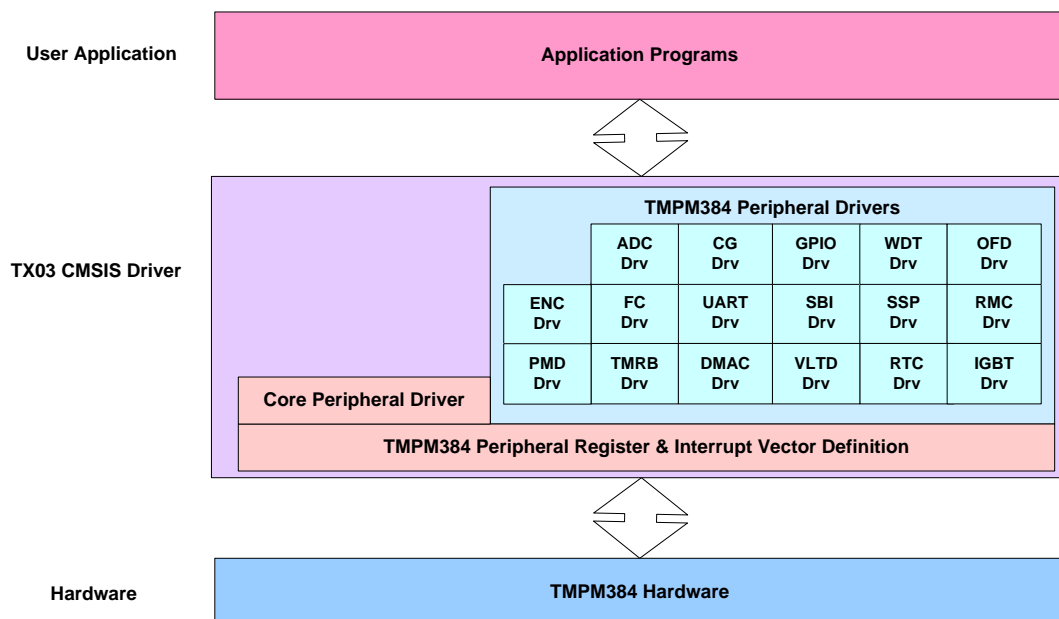 User Application
Application Programs
TX03 CMSIS Driver
TMPM384 Peripheral Drivers
ADC
Drv
CG
Drv
GPIO
Drv
WDT
Drv
OFD
Drv
ENC
Drv
FC
Drv
UART
Drv
SBI
Drv
SSP
Drv
RMC
Drv
PMD
Drv
TMRB
Drv
DMAC
Drv
VLTD
Drv
RTC
Drv
IGBT
Drv
Core Peripheral Driver
TMPM384 Peripheral Register & Interrupt Vector Definition
Hardware
TMPM384 Hardware